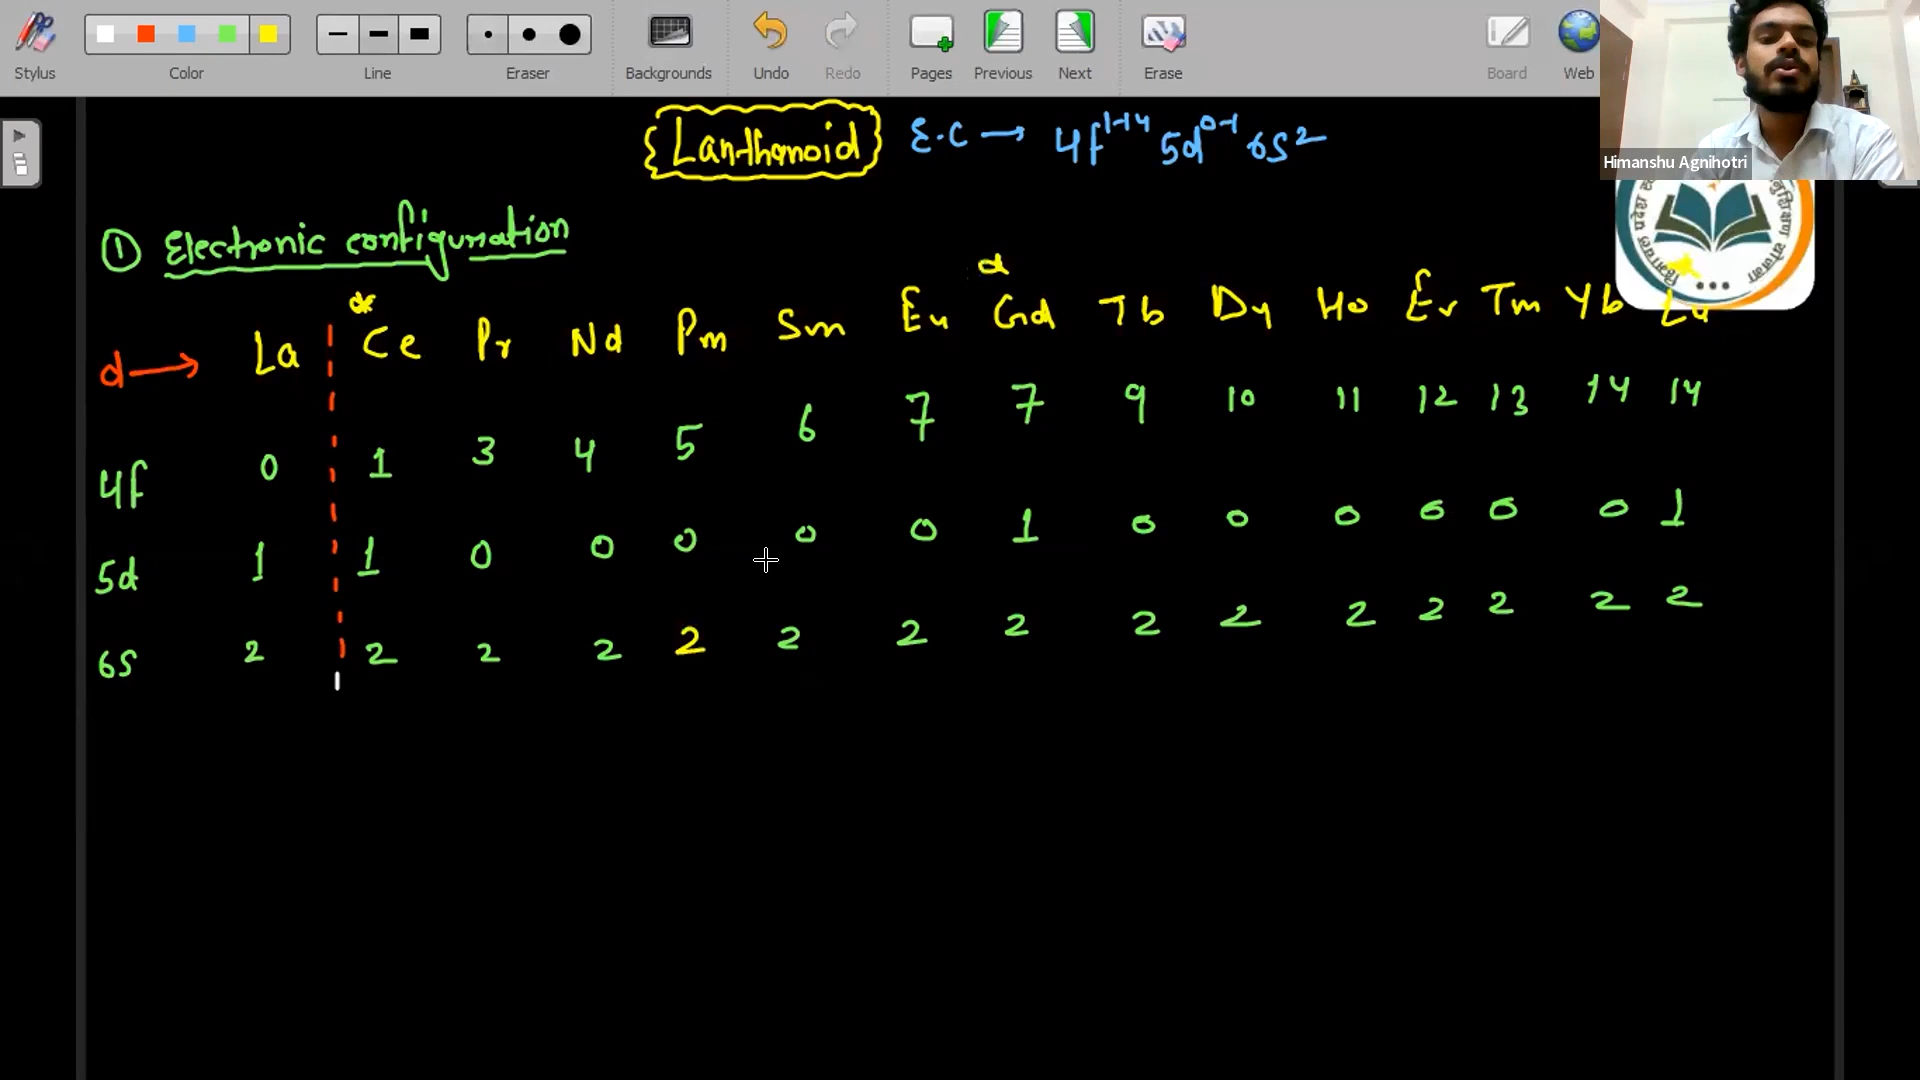 Stylus Color Line Eraser Backgrounds Undo Redo Pages Previous Next Erase Board Web
Himanshu Agnihotri
Lanthanoid E.C → 4f¹⁻¹⁴ 5d⁰⁻¹ 6s²
① Electronic configuration
d → La Ce Pr Nd Pm Sm Eu Gd Tb Dy Ho Er Tm Yb Lu
4f 0 1 3 4 5 6 7 7 9 10 11 12 13 14 14
5d 1 1 0 0 0 0 0 1 0 0 0 0 0 0 1
6s 2 2 2 2 2 2 2 2 2 2 2 2 2 2 2